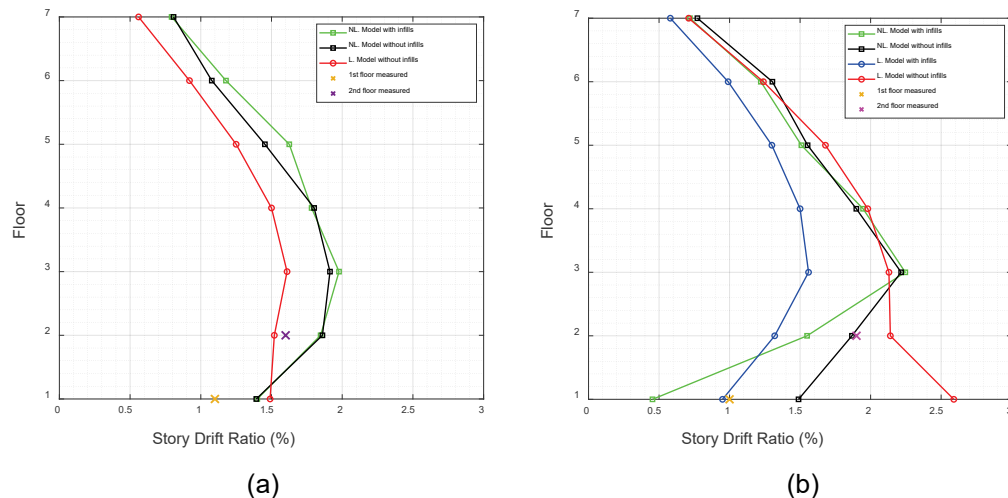 7
6
5
4
3
2
1
Floor
0
0.5
1
1.5
2
2.5
3
Story Drift Ratio (%)
NL. Model with infills
NL. Model without infills
L. Model without infills
1st floor measured
2nd floor measured
(a)
7
6
5
4
3
2
1
Floor
0
0.5
1
1.5
2
2.5
3
Story Drift Ratio (%)
NL. Model with infills
NL. Model without infills
L. Model with infills
L. Model without infills
1st floor measured
2nd floor measured
(b)